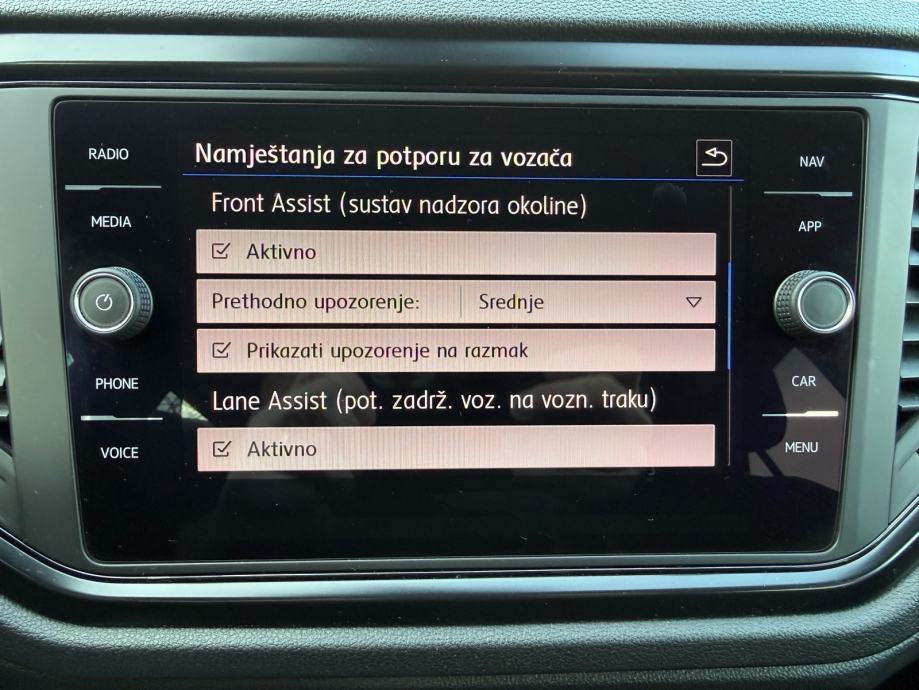 RADIO
MEDIA
PHONE
VOICE
Namještanja za potporu za vozača
Front Assist (sustav nadzora okoline)
Aktivno
Prethodno upozorenje: Srednje
Prikazati upozorenje na razmak
Lane Assist (pot. zadrž. voz. na vozn. traku)
Aktivno
NAV
APP
CAR
MENU